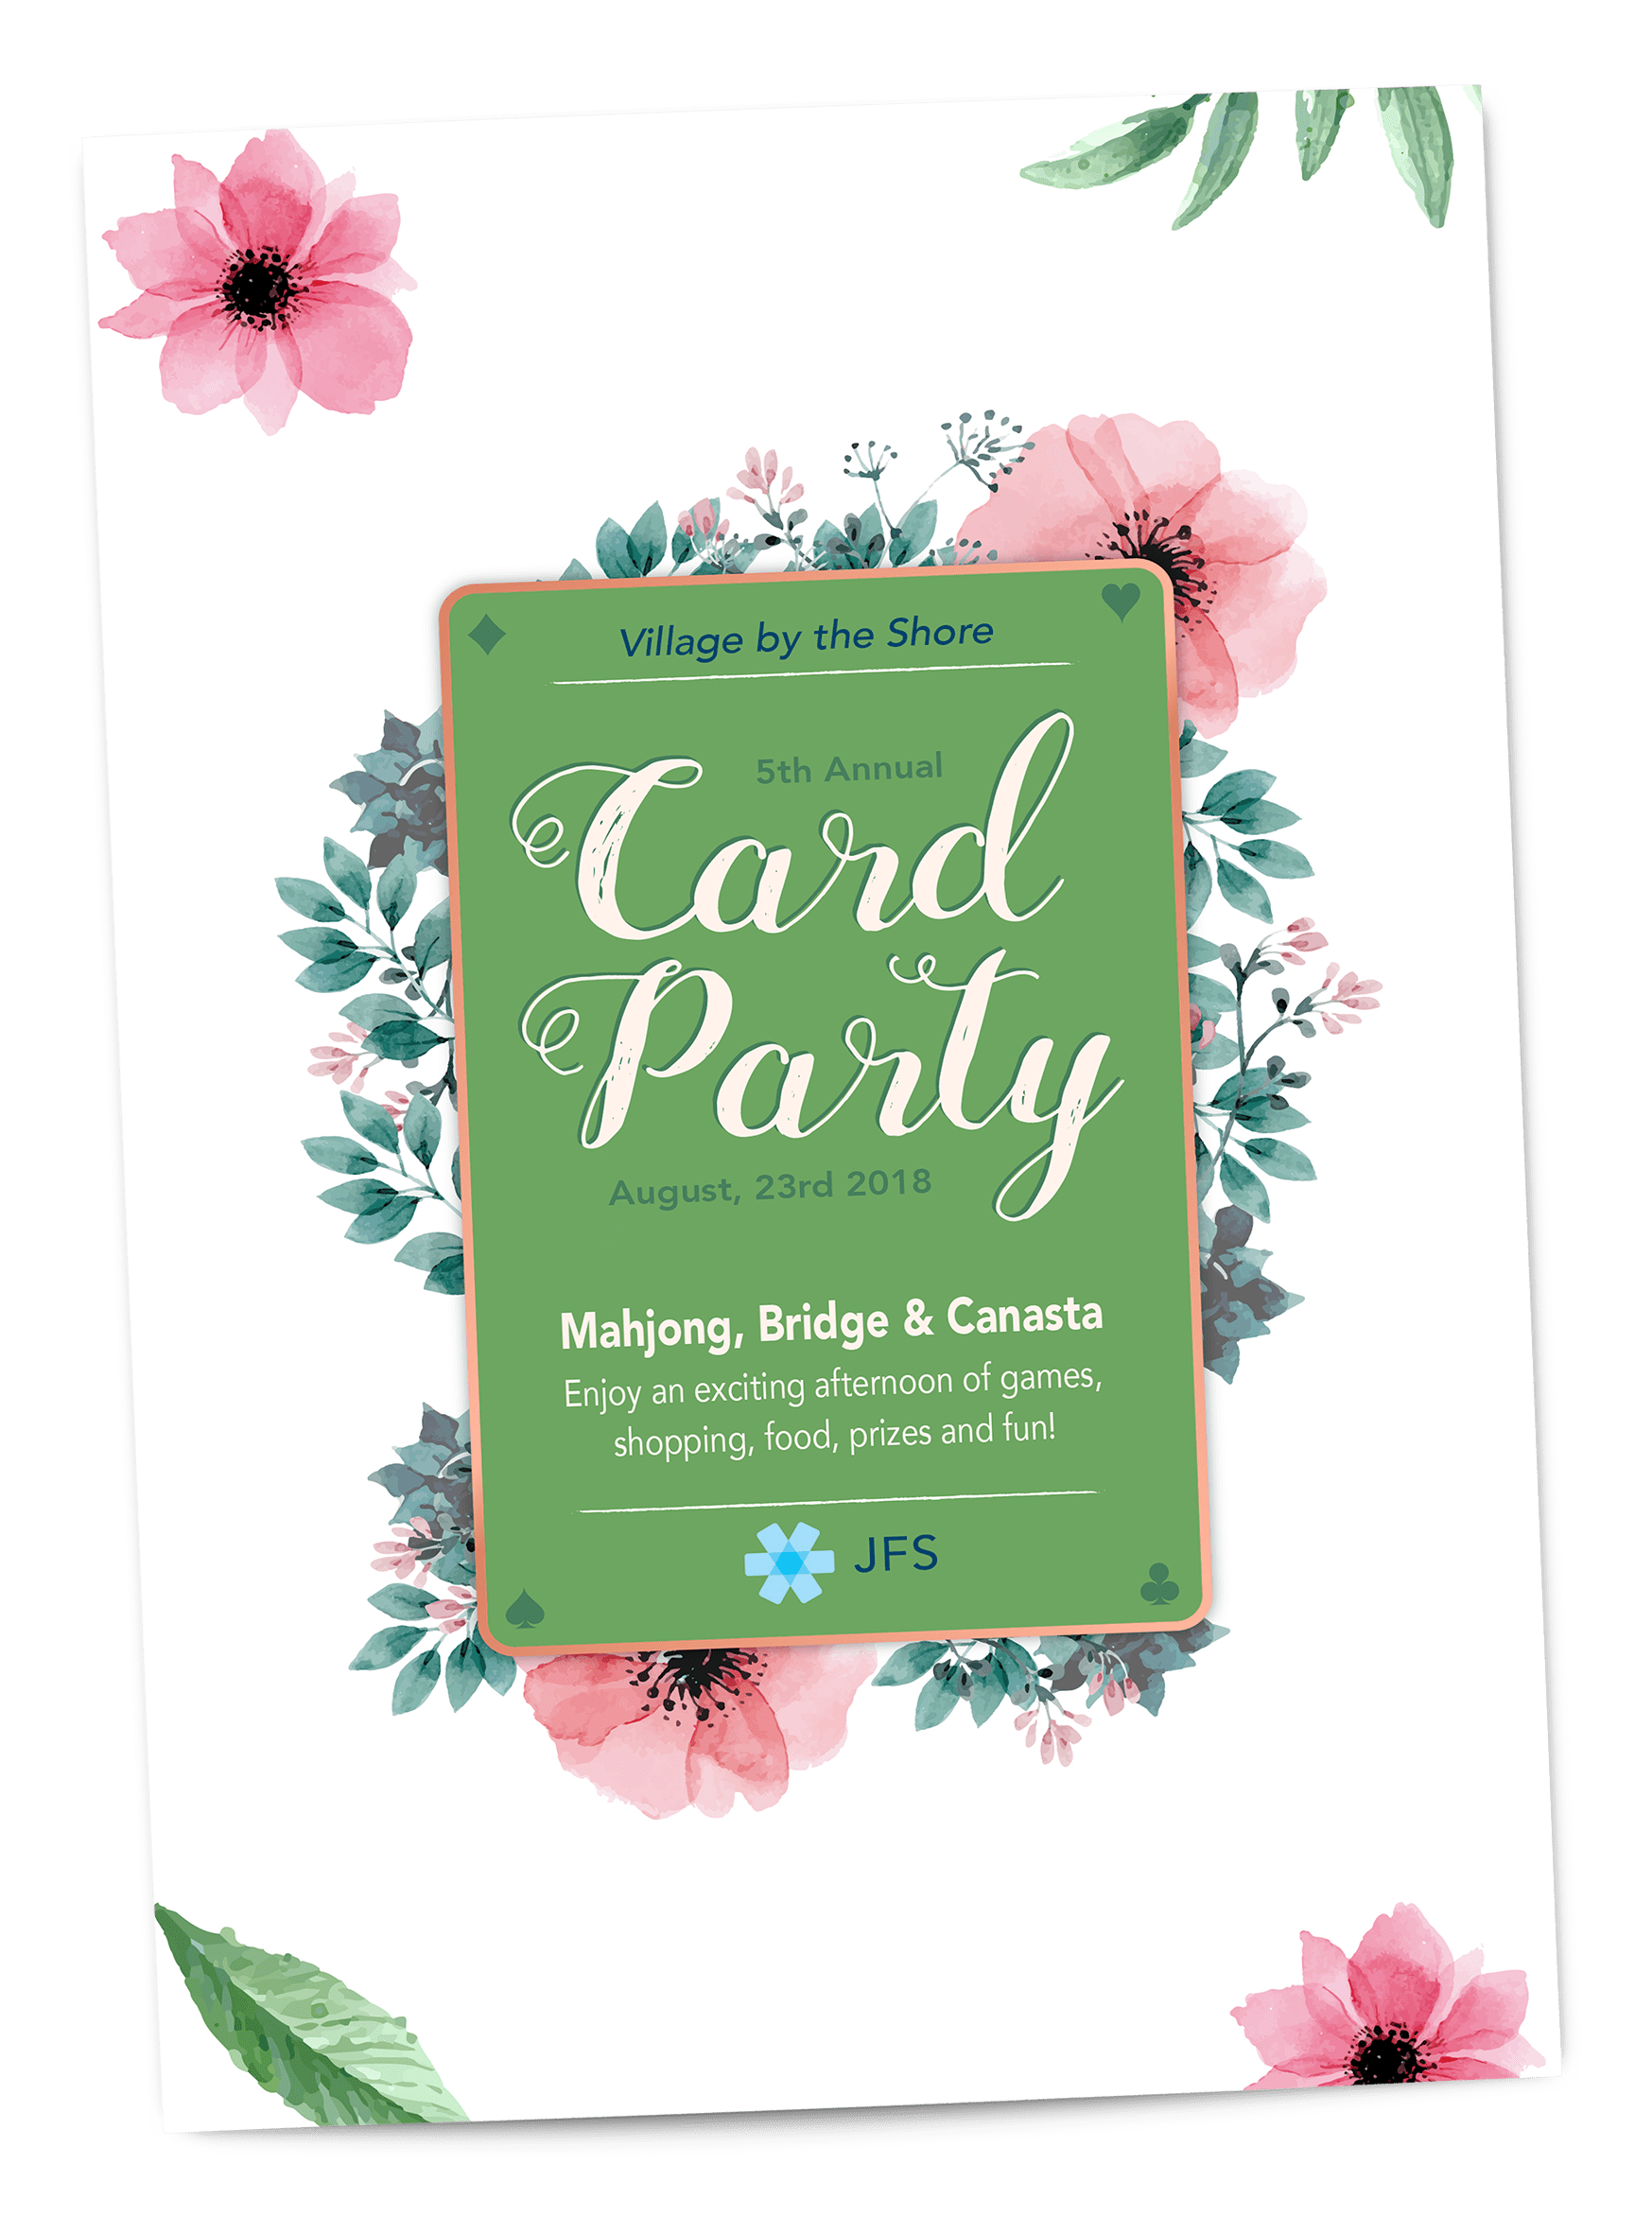 Village by the Shore
5th Annual
Card
Party
August, 23rd 2018
Mahjong, Bridge & Canasta
Enjoy an exciting afternoon of games,
shopping, food, prizes and fun!
JFS